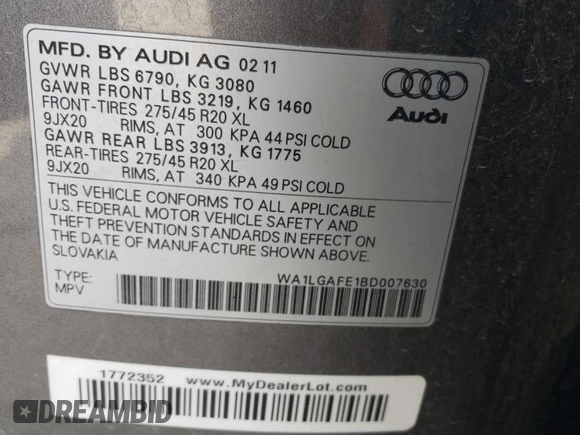 MFD. BY AUDI AG 02 11
GVWR LBS 6790, KG 3080
GAWR FRONT LBS 3219, KG 1460
FRONT-TIRES 275/45 R20 XL
9JX20 RIMS, AT 300 KPA 44 PSI COLD
GAWR REAR LBS 3913, KG 1775
REAR-TIRES 275/45 R20 XL
9JX20 RIMS, AT 340 KPA 49 PSI COLD
Audi
THIS VEHICLE CONFORMS TO ALL APPLICABLE
U.S. FEDERAL MOTOR VEHICLE SAFETY AND
THEFT PREVENTION STANDARDS IN EFFECT ON
THE DATE OF MANUFACTURE SHOWN ABOVE.
SLOVAKIA
TYPE: WA1LGAFE1BD007630
MPV
1772352 www.MyDealerLot.com
DREAMBID